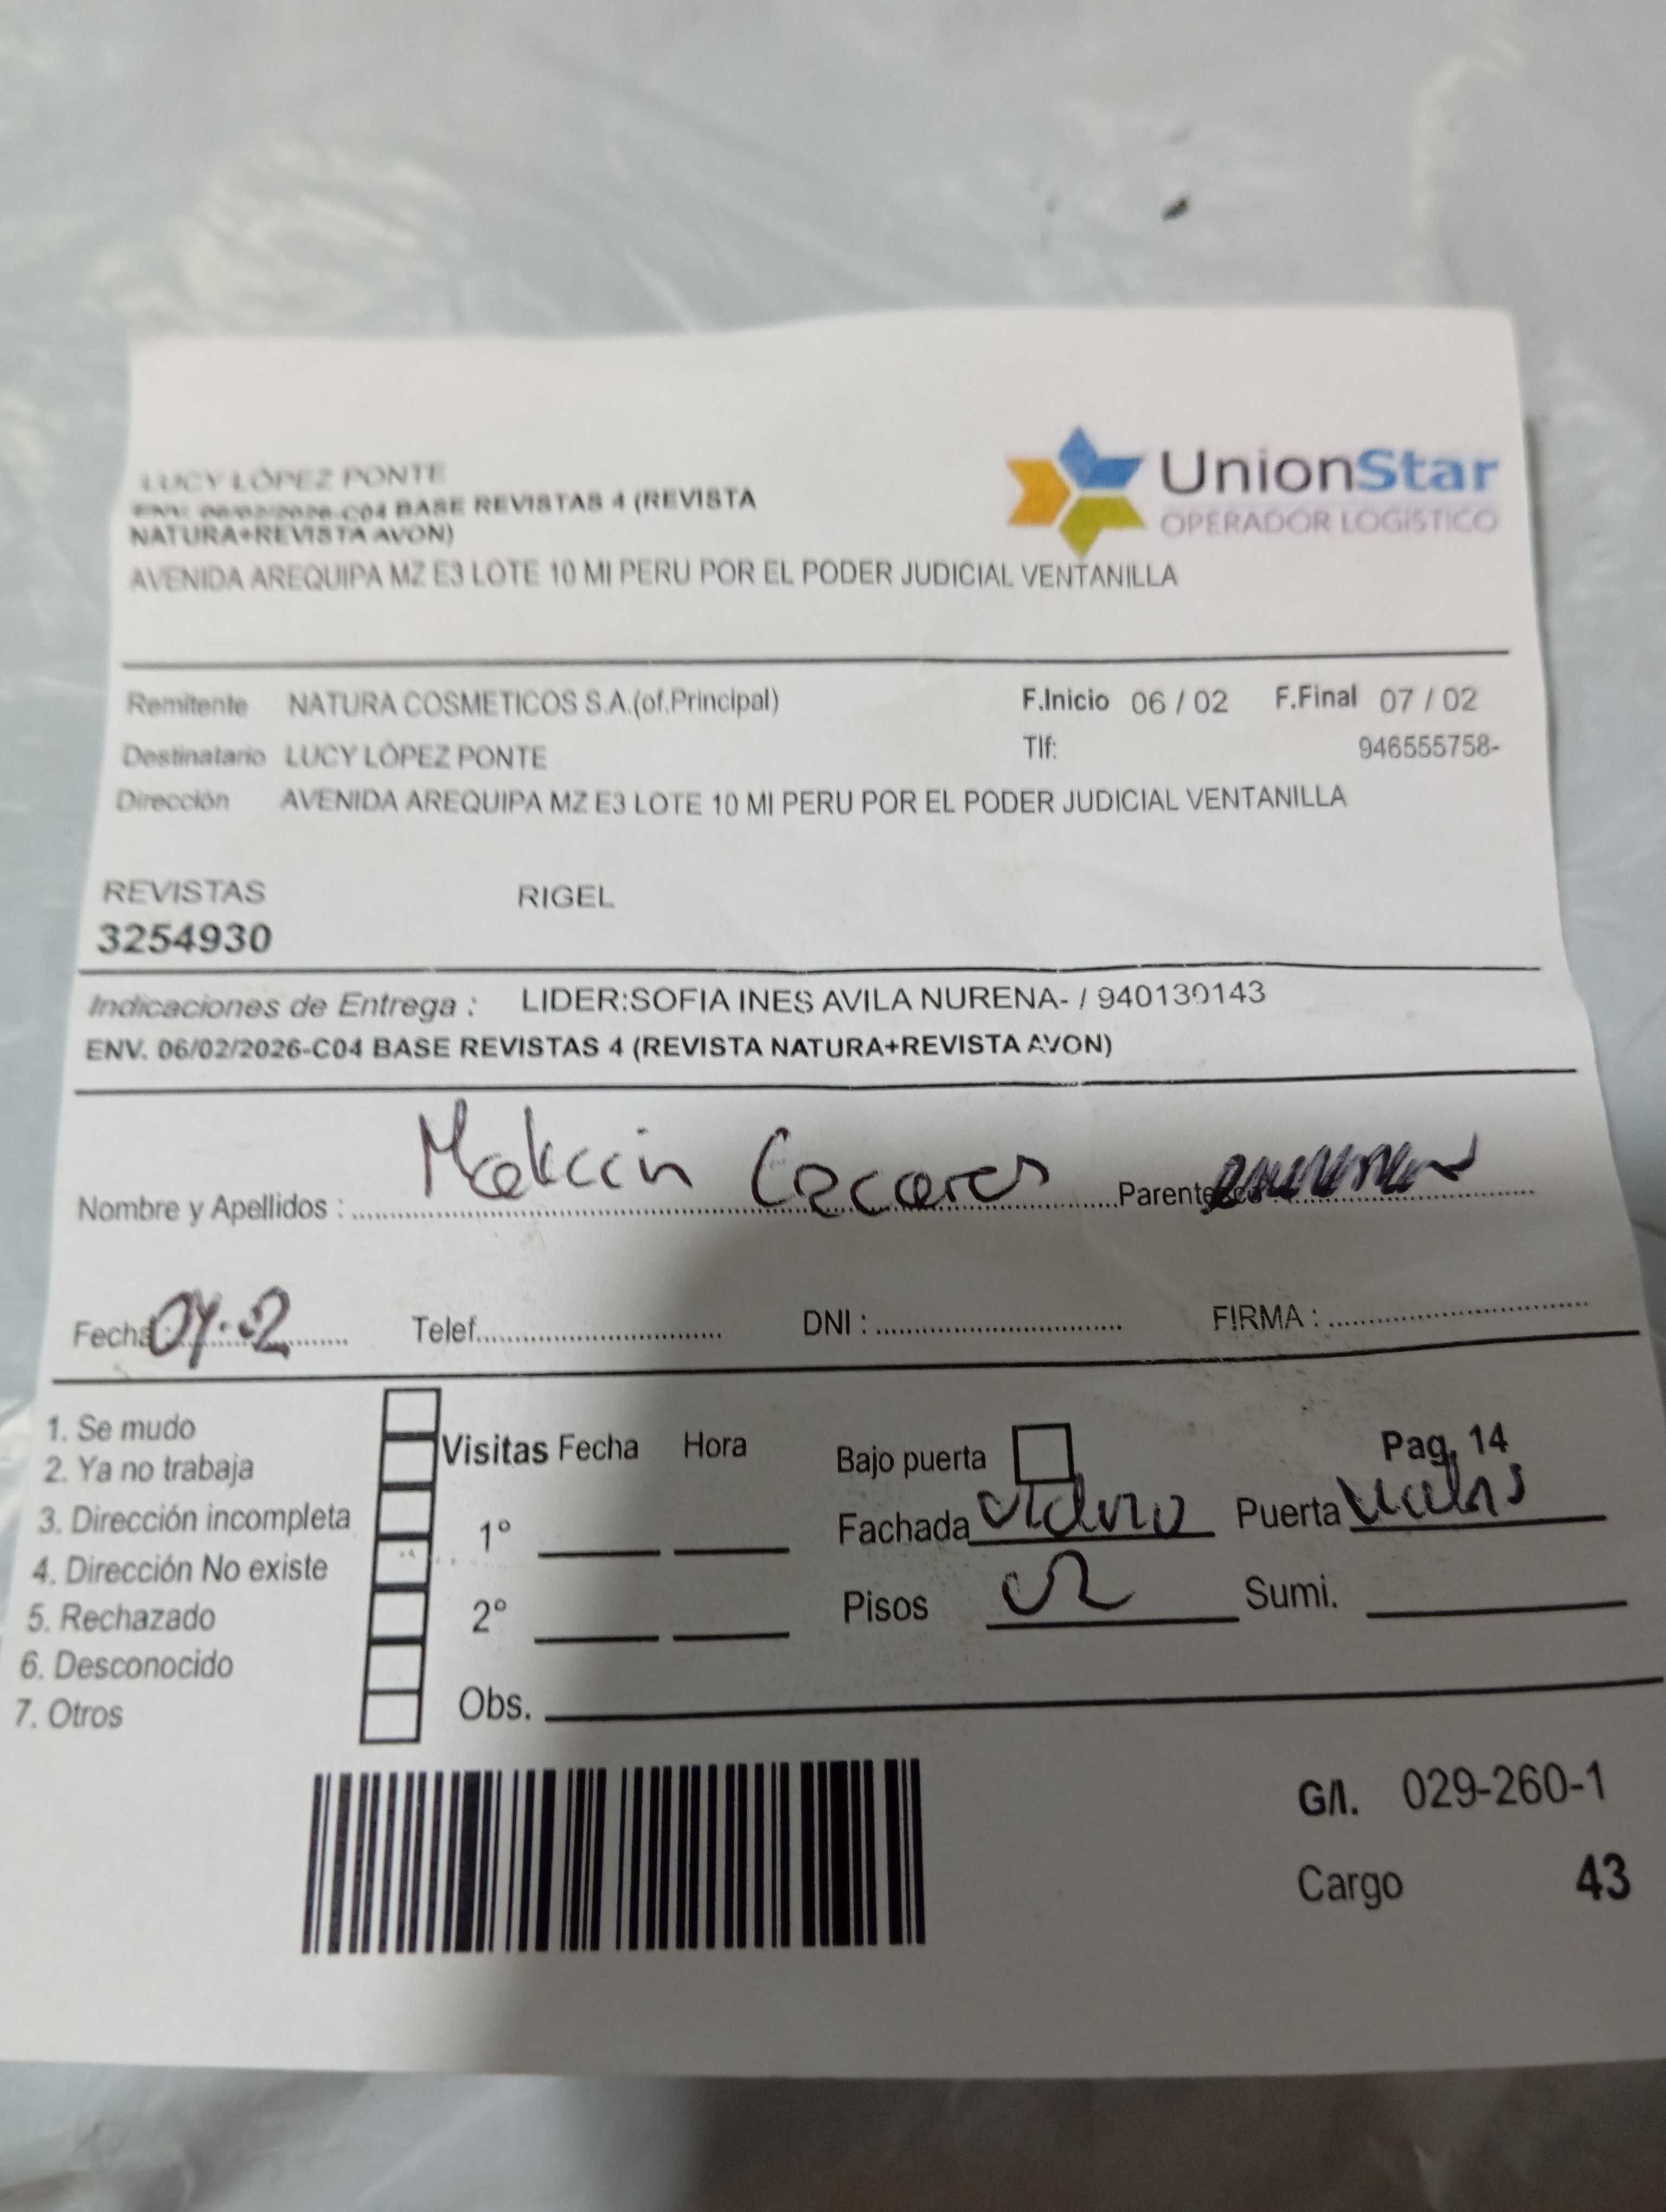 LUCY LÓPEZ PONTE
ENV. 06/02/2026-C04 BASE REVISTAS 4 (REVISTA
NATURA+REVISTA AVON)
AVENIDA AREQUIPA MZ E3 LOTE 10 MI PERU POR EL PODER JUDICIAL VENTANILLA
UnionStar
OPERADOR LOGÍSTICO
Remitente NATURA COSMETICOS S.A.(of.Principal) F.Inicio 06 / 02 F.Final 07 / 02
Destinatario LUCY LÓPEZ PONTE Tlf: 946555758-
Dirección AVENIDA AREQUIPA MZ E3 LOTE 10 MI PERU POR EL PODER JUDICIAL VENTANILLA
REVISTAS RIGEL
3254930
Indicaciones de Entrega : LIDER:SOFIA INES AVILA NURENA- / 940130143
ENV. 06/02/2026-C04 BASE REVISTAS 4 (REVISTA NATURA+REVISTA AVON)
Nombre y Apellidos :
Fecha Telef. DNI : FIRMA :
1. Se mudo
2. Ya no trabaja
3. Dirección incompleta
4. Dirección No existe
5. Rechazado
6. Desconocido
7. Otros
Visitas Fecha Hora
1°
2°
Obs.
Bajo puerta Pag. 14
Fachada Puerta
Pisos 2 Sumi.
G/I. 029-260-1
Cargo 43